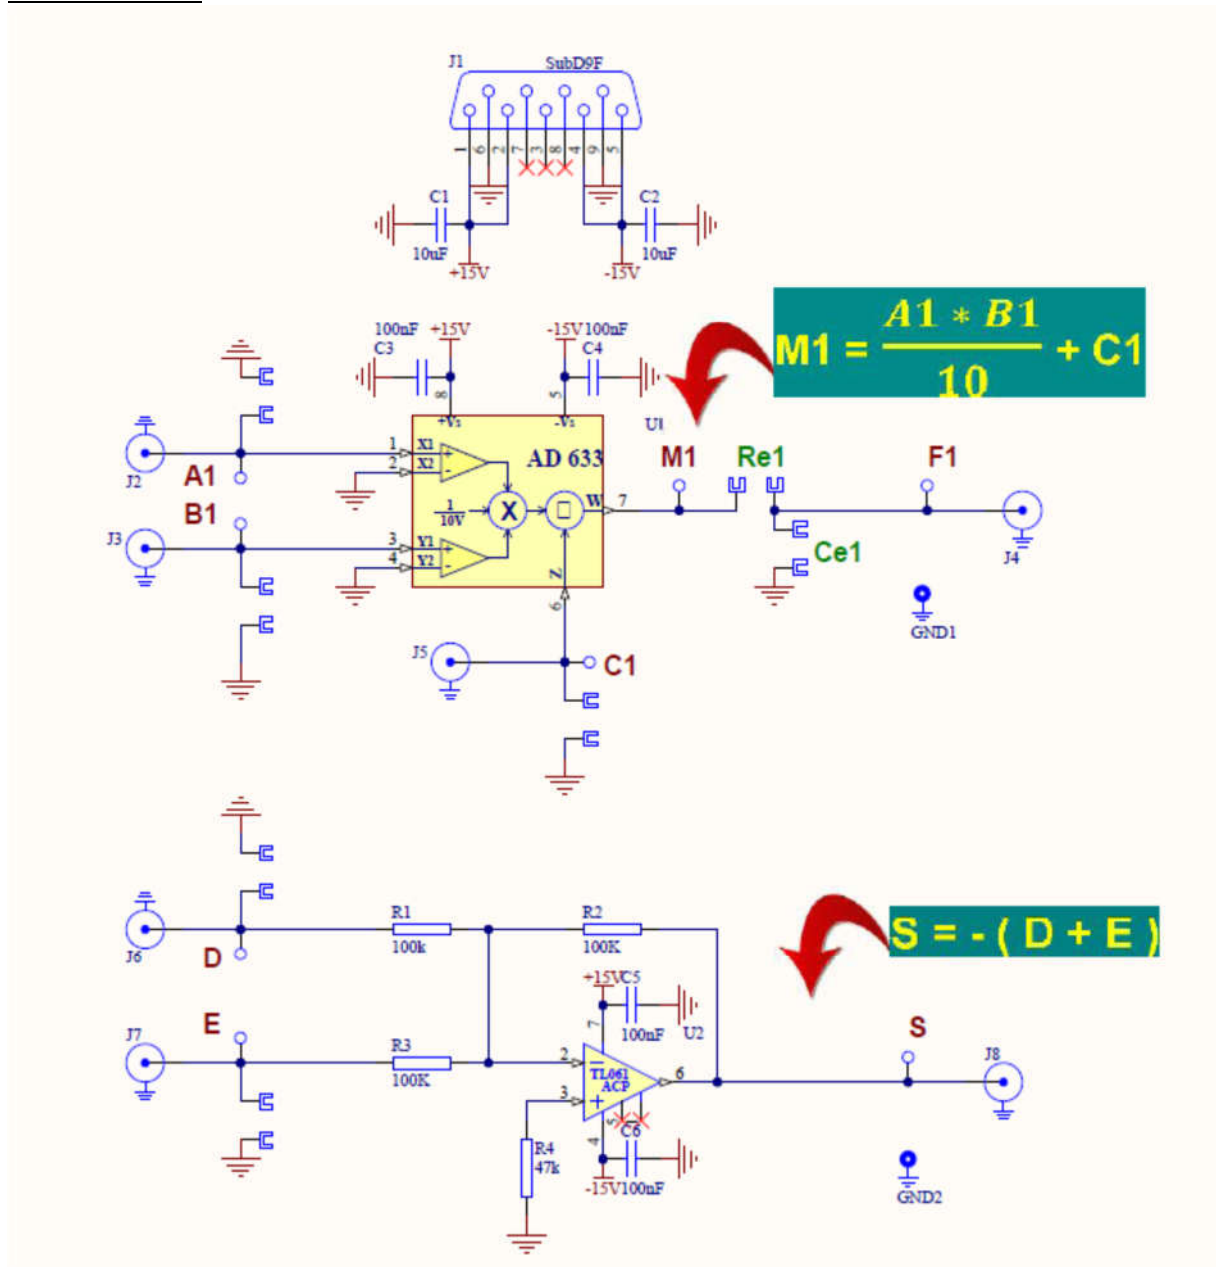 J1 SubD9F
1 6 2 7 3 8 4 9 5
C1 C2
10uF 10uF
+15V -15V
100nF +15V -15V 100nF
C3 C4
M1 = A1 * B1 / 10 + C1
8 5
+Vs -Vs U1
J2 A1 1 X1 AD 633 M1 Re1 F1
2 X2
B1 1 / 10V X W 7
J3 3 Y1 Ce1 J4
4 Y2
Z
6 GND1
J5 C1
R1 R2 S = - ( D + E )
J6 D 100k 100K
+15V C5
E 7 100nF U2 S
J7 R3 2 6 J8
100K TL061
ACP
3
5 1
4 C6
R4
47k -15V 100nF
GND2